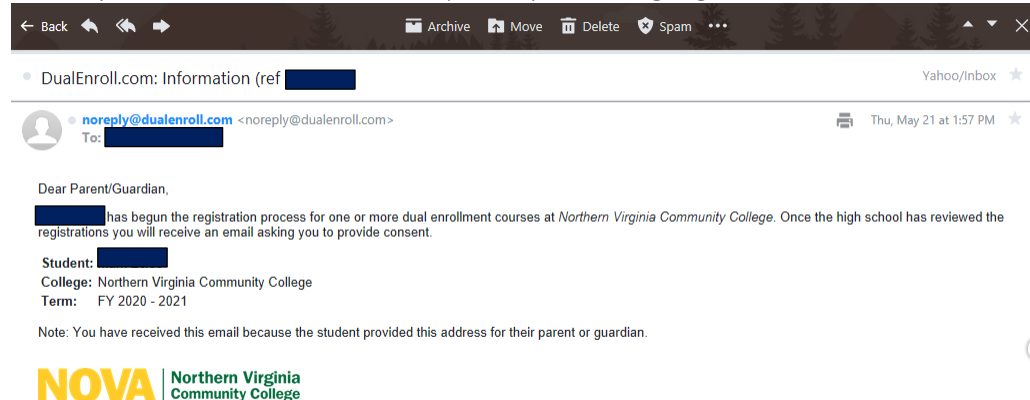 ← Back Archive Move Delete Spam •••
DualEnroll.com: Information (ref
Yahoo/Inbox
noreply@dualenroll.com <noreply@dualenroll.com>
Thu, May 21 at 1:57 PM
To:
Dear Parent/Guardian,
has begun the registration process for one or more dual enrollment courses at Northern Virginia Community College. Once the high school has reviewed the
registrations you will receive an email asking you to provide consent.
Student:
College: Northern Virginia Community College
Term: FY 2020 - 2021
Note: You have received this email because the student provided this address for their parent or guardian.
NOVA Northern Virginia
Community College